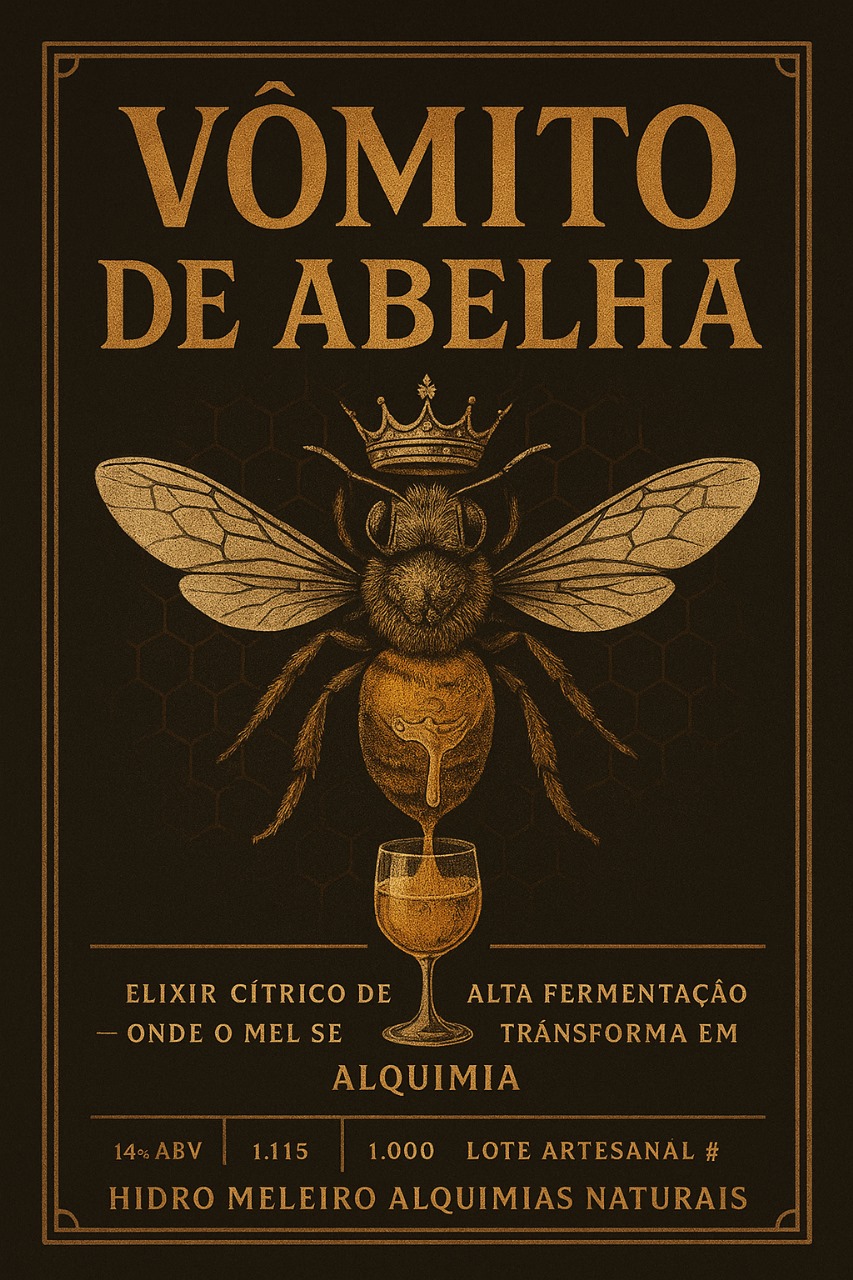 VÔMITO
DE ABELHA
ELIXIR CÍTRICO DE ALTA FERMENTAÇÂO
— ONDE O MEL SE TRÁNSFORMA EM
ALQUIMIA
14% ABV 1.115 1.000 LOTE ARTESANAL #
HIDRO MELEIRO ALQUIMIAS NATURAIS